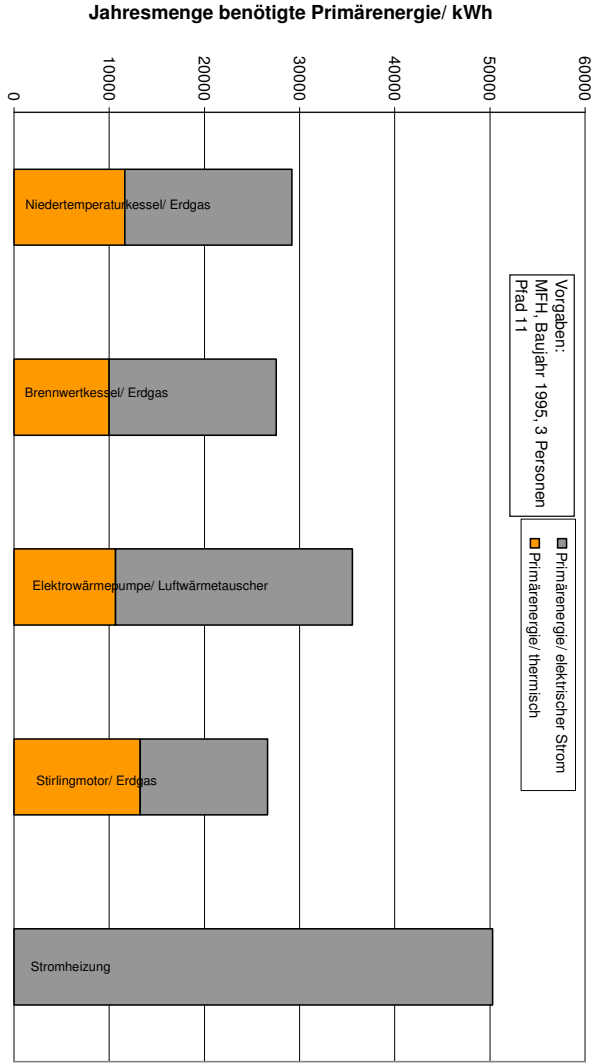 Jahresmenge benötigte Primärenergie/ kWh
0
10000
20000
30000
40000
50000
60000
Vorgaben:
MFH, Baujahr 1995, 3 Personen
Pfad 11
Primärenergie/ elektrischer Strom
Primärenergie/ thermisch
Niedertemperaturkessel/ Erdgas
Brennwertkessel/ Erdgas
Elektrowärmepumpe/ Luftwärmetauscher
Stirlingmotor/ Erdgas
Stromheizung